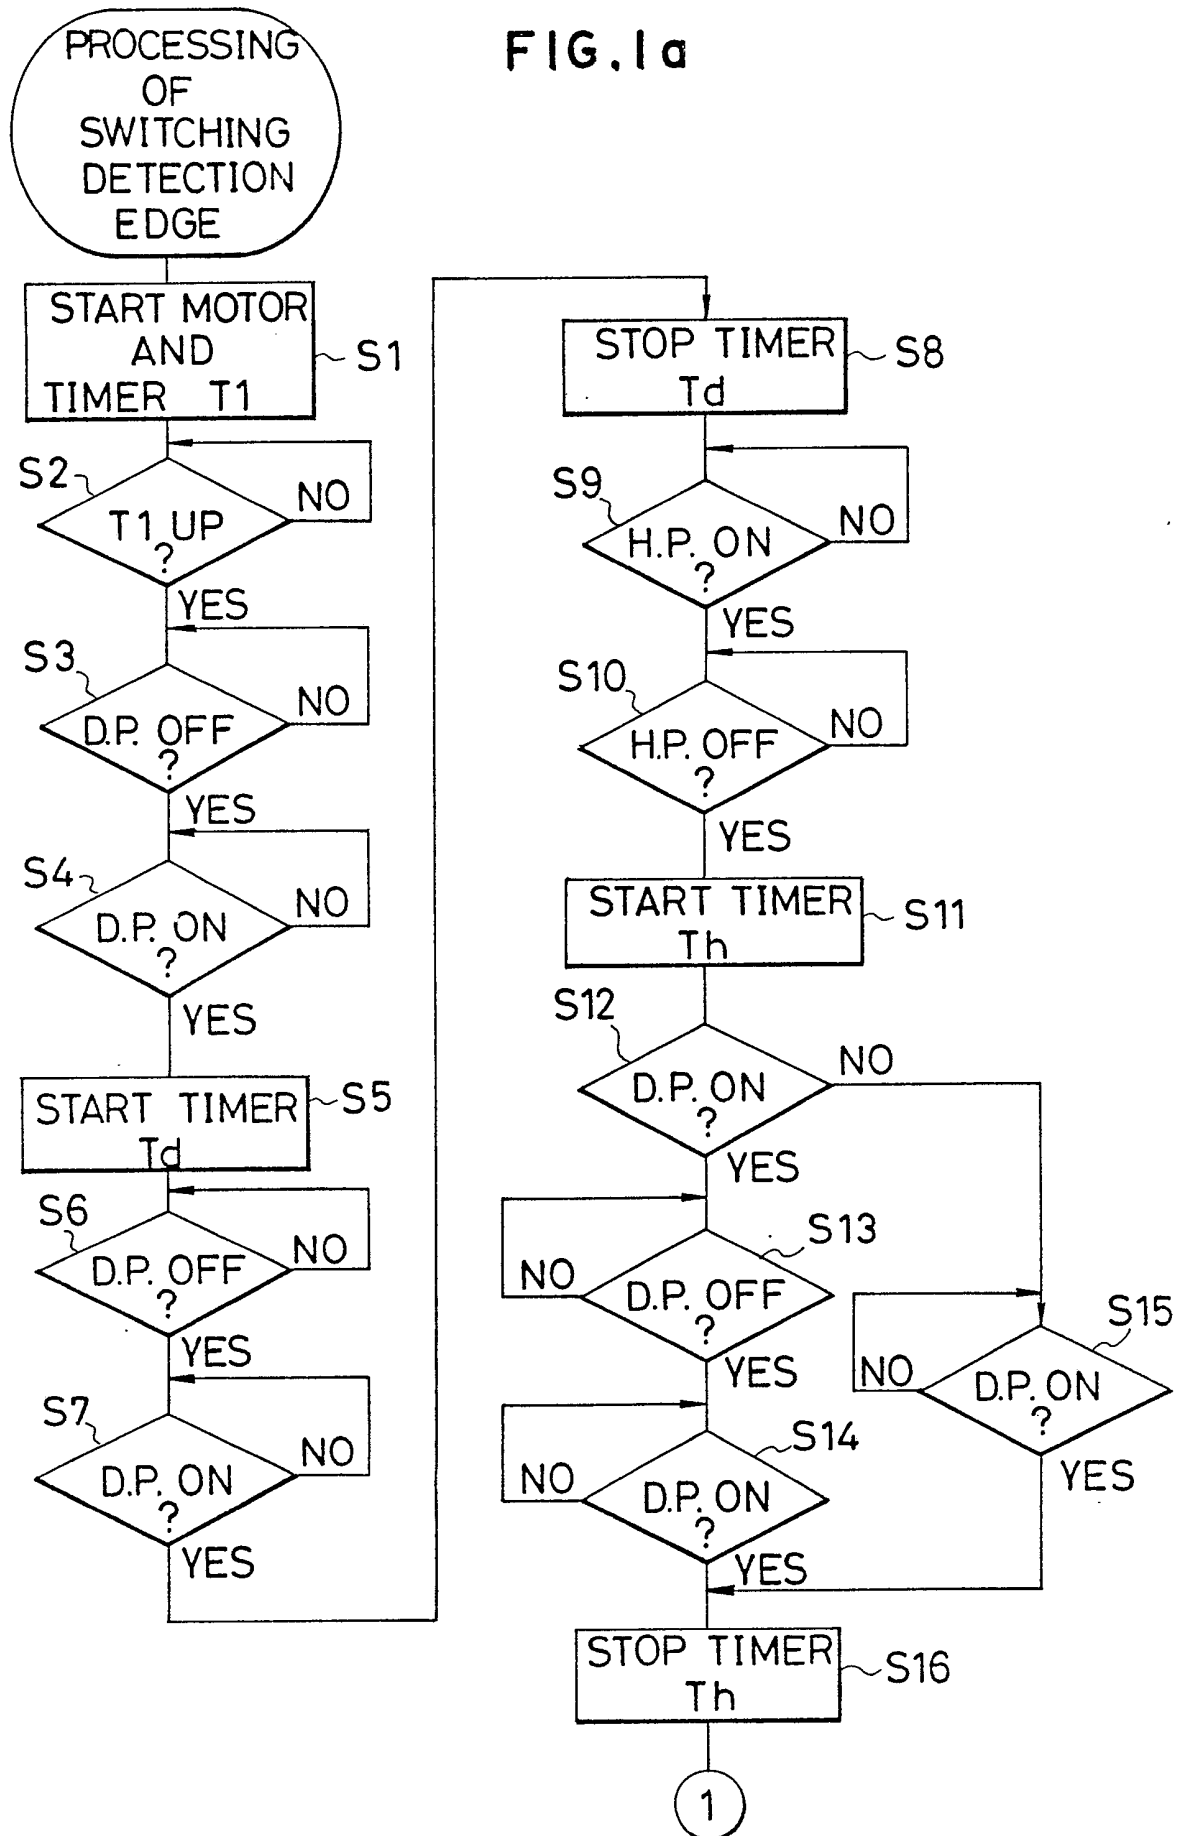 FIG.1a
PROCESSING
OF
SWITCHING
DETECTION
EDGE
START MOTOR
AND
TIMER T1
S1
S2
T1 UP
?
NO
YES
S3
D.P. OFF
?
NO
YES
S4
D.P. ON
?
NO
YES
START TIMER
Td
S5
S6
D.P. OFF
?
NO
YES
S7
D.P. ON
?
NO
YES
STOP TIMER
Td
S8
S9
H.P. ON
?
NO
YES
S10
H.P. OFF
?
NO
YES
START TIMER
Th
S11
S12
D.P. ON
?
NO
YES
S13
D.P. OFF
?
NO
YES
S14
D.P. ON
?
NO
YES
S15
D.P. ON
?
NO
YES
STOP TIMER
Th
S16
1